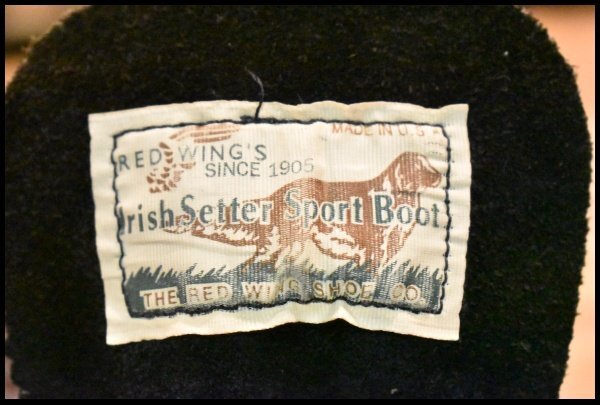 MADE IN U.S.A
RED WING'S
SINCE 1905
Irish Setter Sport Boot
THE RED WING SHOE CO.